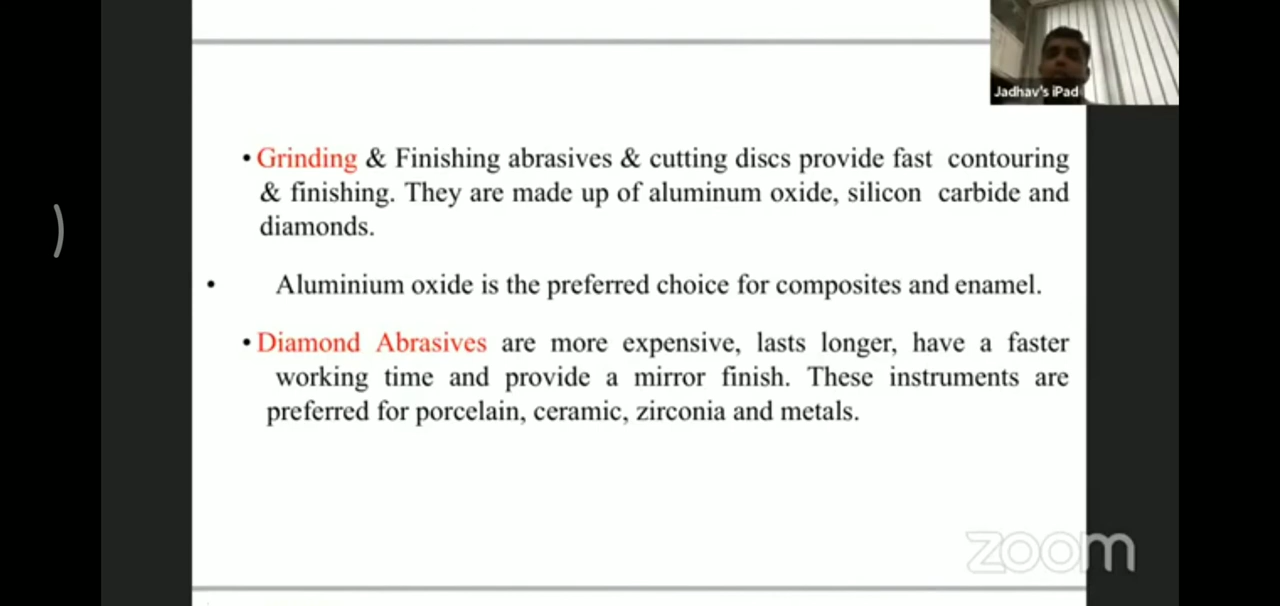 Jadhav's iPad
• Grinding & Finishing abrasives & cutting discs provide fast contouring
& finishing. They are made up of aluminum oxide, silicon carbide and
diamonds.
• Aluminium oxide is the preferred choice for composites and enamel.
• Diamond Abrasives are more expensive, lasts longer, have a faster
working time and provide a mirror finish. These instruments are
preferred for porcelain, ceramic, zirconia and metals.
zoom